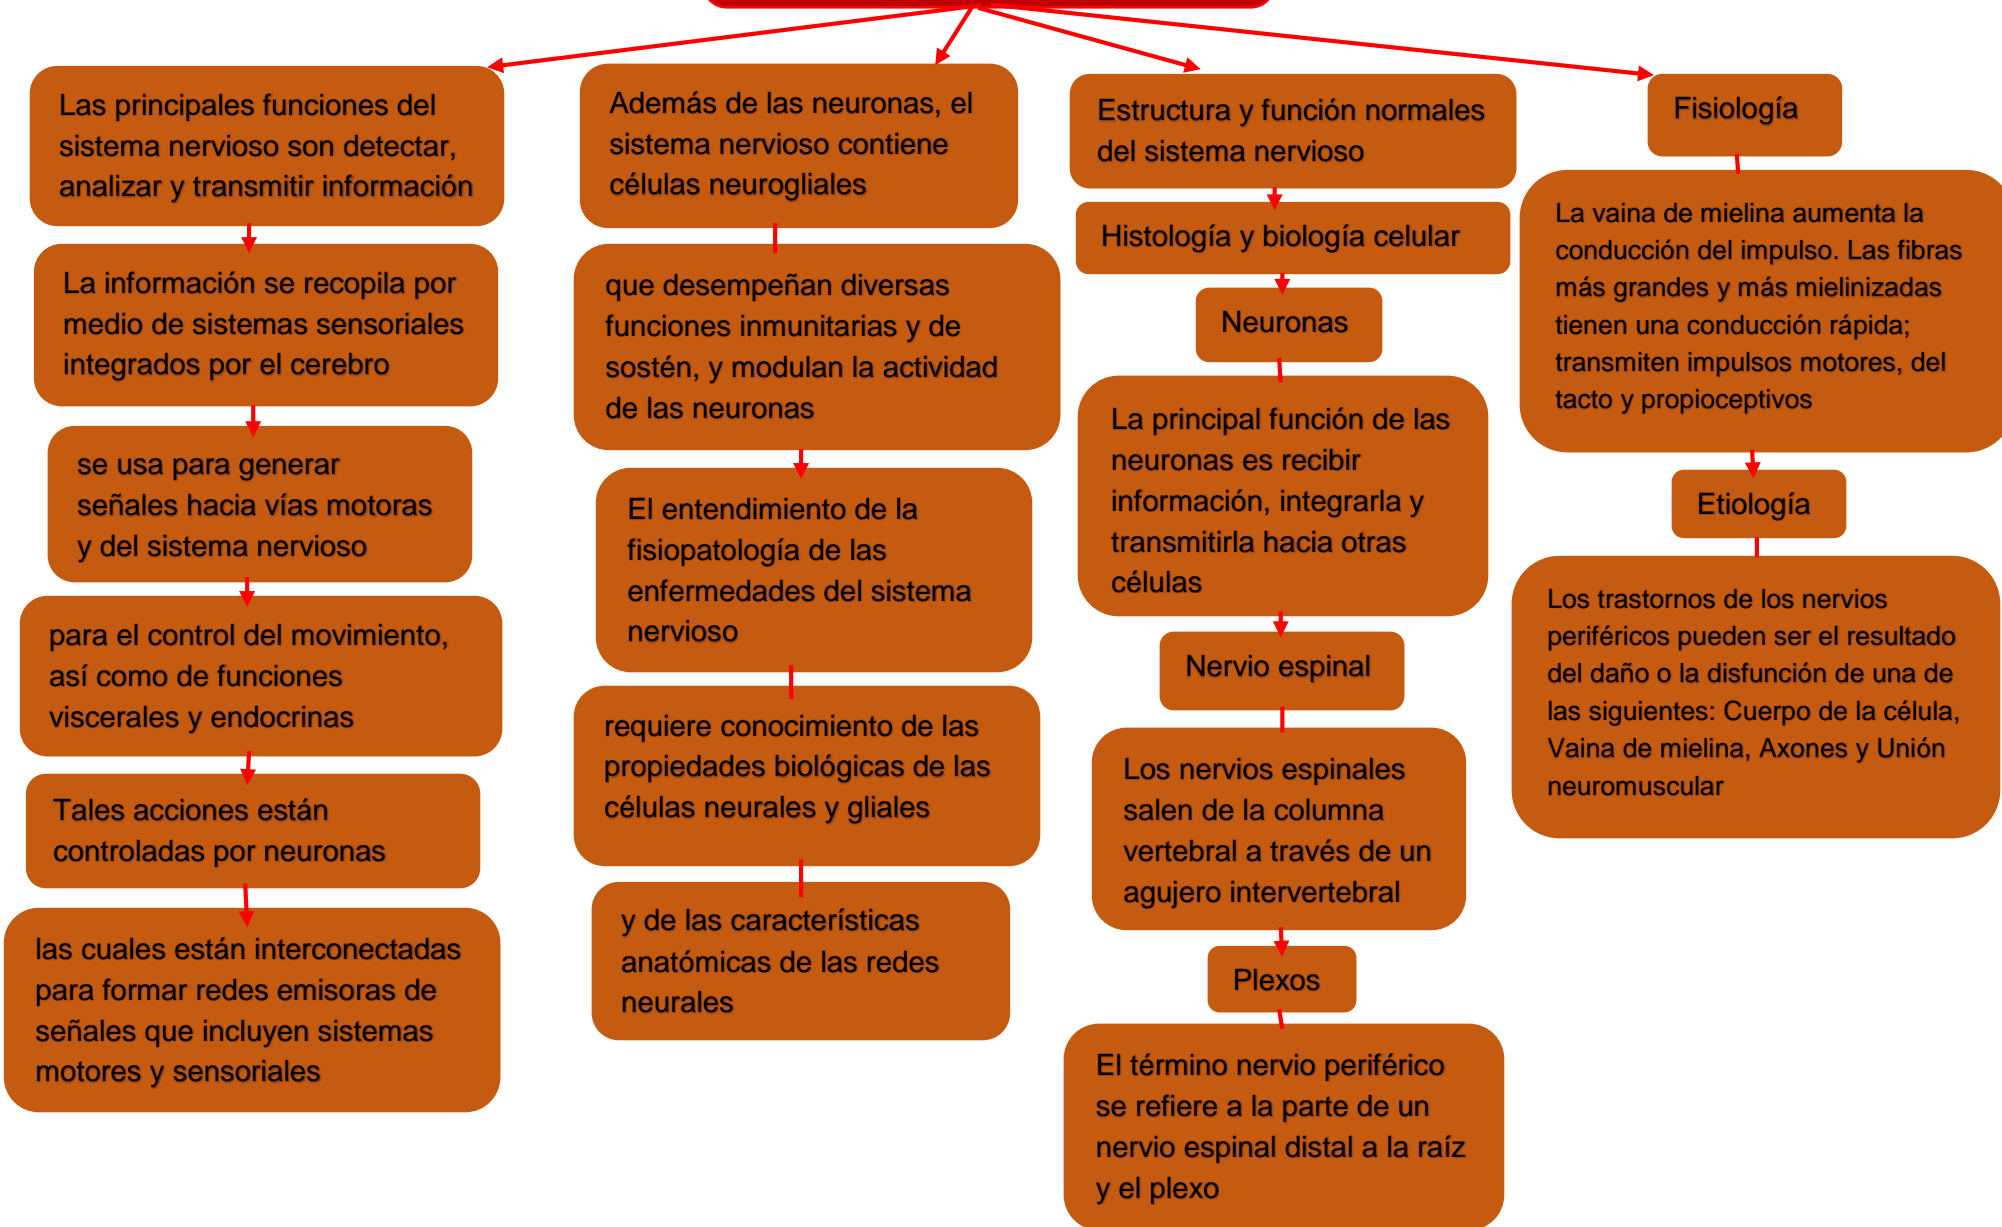 Las principales funciones del
sistema nervioso son detectar,
analizar y transmitir información
La información se recopila por
medio de sistemas sensoriales
integrados por el cerebro
se usa para generar
señales hacia vías motoras
y del sistema nervioso
para el control del movimiento,
así como de funciones
viscerales y endocrinas
Tales acciones están
controladas por neuronas
las cuales están interconectadas
para formar redes emisoras de
señales que incluyen sistemas
motores y sensoriales
Además de las neuronas, el
sistema nervioso contiene
células neurogliales
que desempeñan diversas
funciones inmunitarias y de
sostén, y modulan la actividad
de las neuronas
El entendimiento de la
fisiopatología de las
enfermedades del sistema
nervioso
requiere conocimiento de las
propiedades biológicas de las
células neurales y gliales
y de las características
anatómicas de las redes
neurales
Estructura y función normales
del sistema nervioso
Histología y biología celular
Neuronas
La principal función de las
neuronas es recibir
información, integrarla y
transmitirla hacia otras
células
Nervio espinal
Los nervios espinales
salen de la columna
vertebral a través de un
agujero intervertebral
Plexos
El término nervio periférico
se refiere a la parte de un
nervio espinal distal a la raíz
y el plexo
Fisiología
La vaina de mielina aumenta la
conducción del impulso. Las fibras
más grandes y más mielinizadas
tienen una conducción rápida;
transmiten impulsos motores, del
tacto y propioceptivos
Etiología
Los trastornos de los nervios
periféricos pueden ser el resultado
del daño o la disfunción de una de
las siguientes: Cuerpo de la célula,
Vaina de mielina, Axones y Unión
neuromuscular